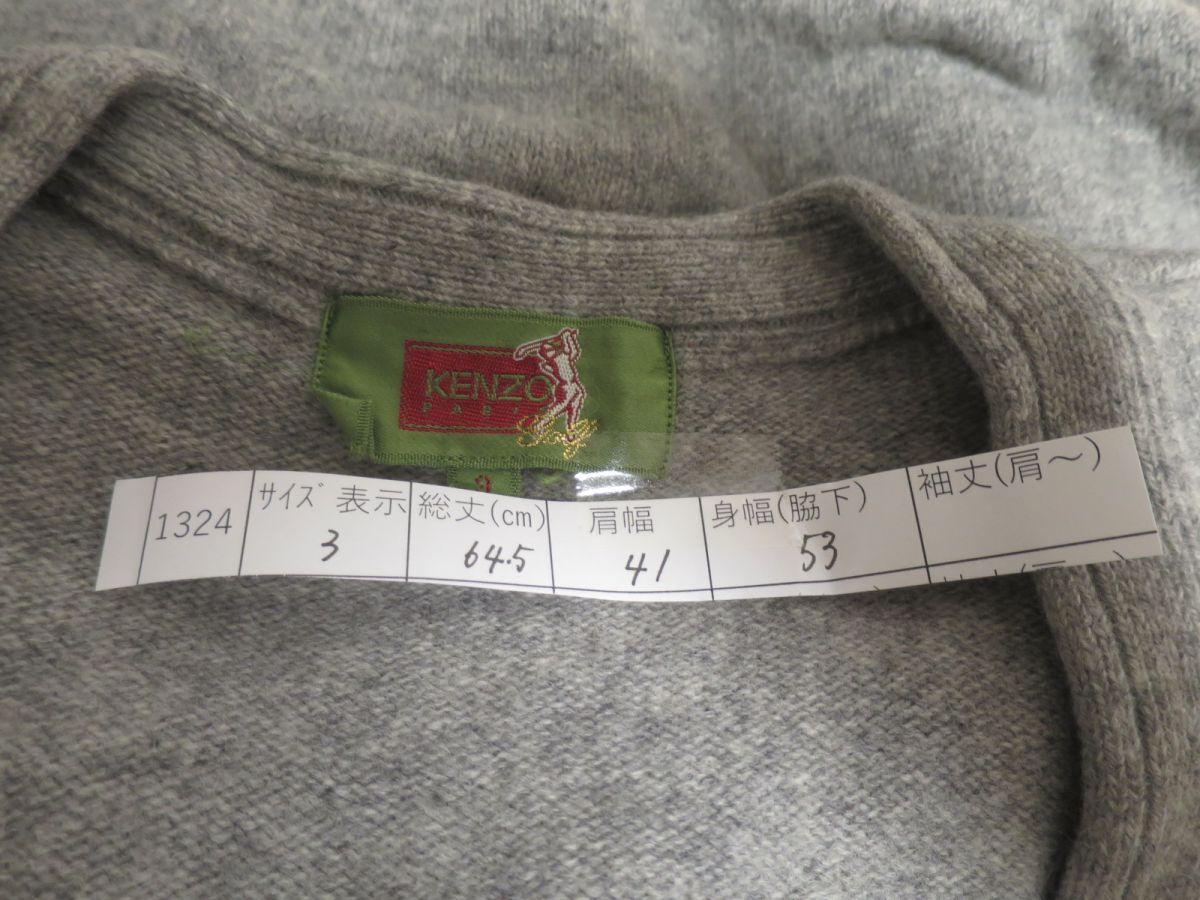 KENZO
PARIS
Golf
3
1324 サイズ 表示 総丈(cm) 肩幅 身幅(脇下) 袖丈(肩～)
3 64.5 41 53